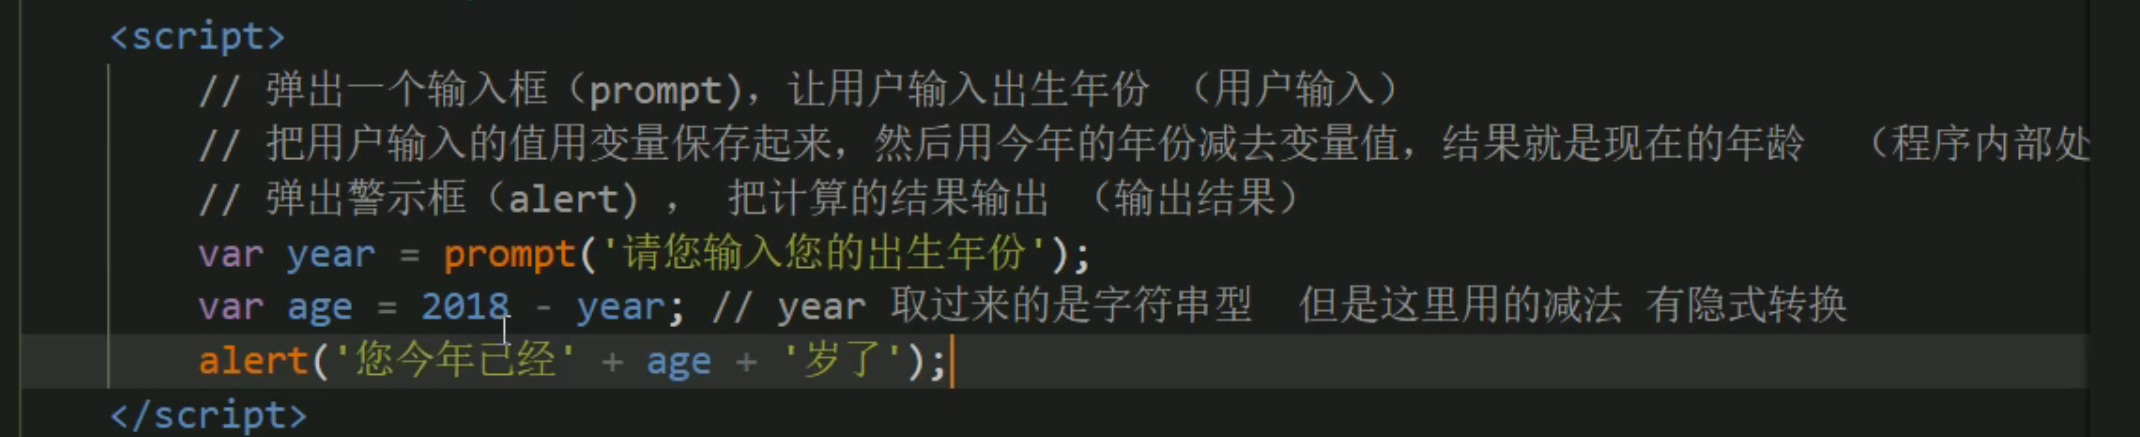 <script>
// 弹出一个输入框（prompt)，让用户输入出生年份 （用户输入）
// 把用户输入的值用变量保存起来，然后用今年的年份减去变量值，结果就是现在的年龄 （程序内部处
// 弹出警示框（alert) ， 把计算的结果输出 （输出结果）
var year = prompt('请您输入您的出生年份');
var age = 2018 - year; // year 取过来的是字符串型 但是这里用的减法 有隐式转换
alert('您今年已经' + age + '岁了');
</script>